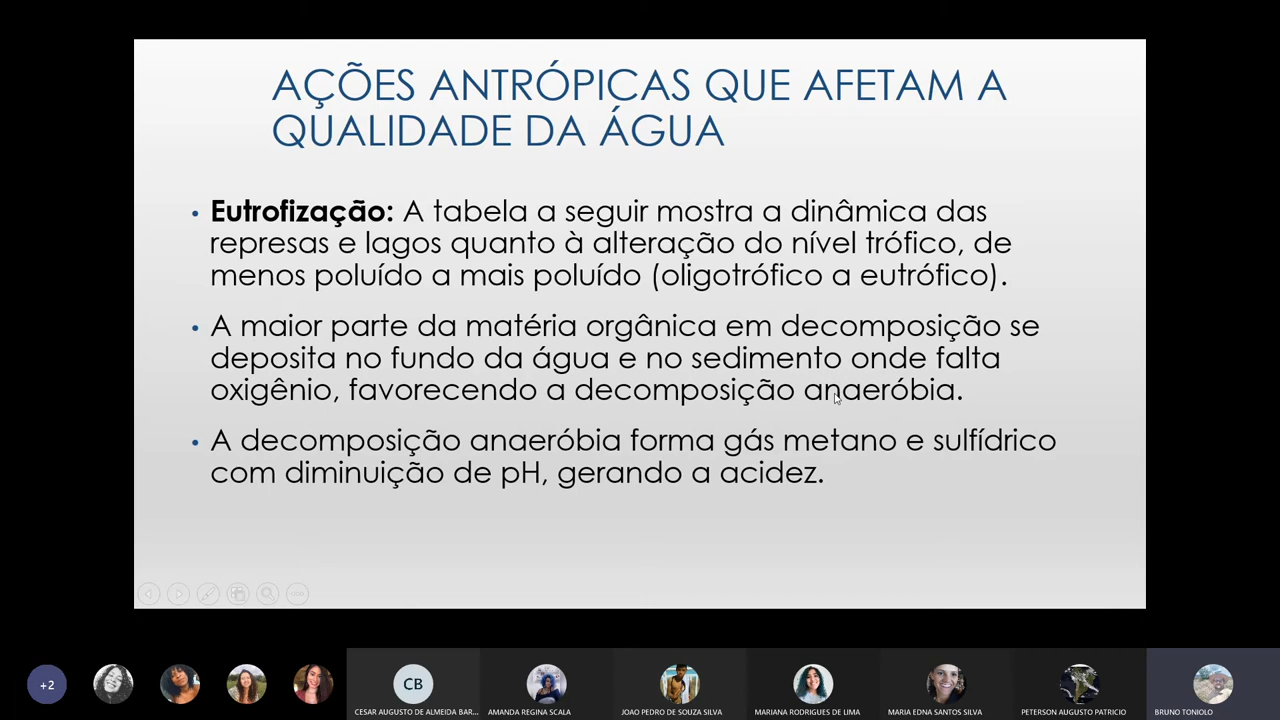 AÇÕES ANTRÓPICAS QUE AFETAM A
QUALIDADE DA ÁGUA
• Eutrofização: A tabela a seguir mostra a dinâmica das
represas e lagos quanto à alteração do nível trófico, de
menos poluído a mais poluído (oligotrófico a eutrófico).
• A maior parte da matéria orgânica em decomposição se
deposita no fundo da água e no sedimento onde falta
oxigênio, favorecendo a decomposição anaeróbia.
• A decomposição anaeróbia forma gás metano e sulfídrico
com diminuição de pH, gerando a acidez.
+2
CB
CESAR AUGUSTO DE ALMEIDA BAR...
AMANDA REGINA SCALA
JOAO PEDRO DE SOUZA SILVA
MARIANA RODRIGUES DE LIMA
MARIA EDNA SANTOS SILVA
PETERSON AUGUSTO PATRICIO
BRUNO TONIOLO